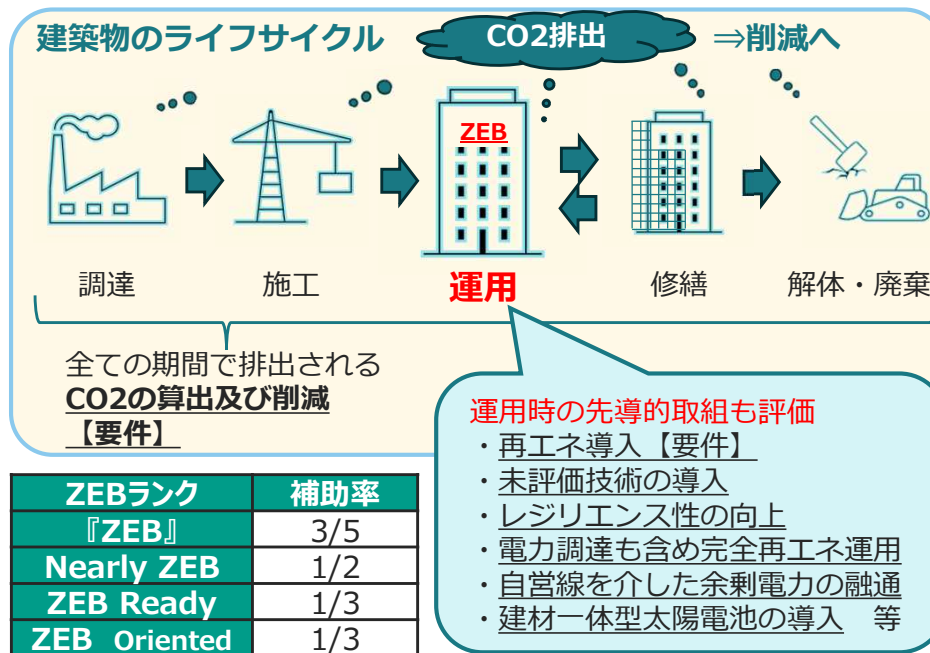 建築物のライフサイクル
CO2排出
⇒削減へ
ZEB
調達
施工
運用
修繕
解体・廃棄
全ての期間で排出される
CO2の算出及び削減
【要件】
運用時の先導的取組も評価
・再エネ導入【要件】
・未評価技術の導入
・レジリエンス性の向上
・電力調達も含め完全再エネ運用
・自営線を介した余剰電力の融通
・建材一体型太陽電池の導入　等
ZEBランク 補助率
『ZEB』 3/5
Nearly ZEB 1/2
ZEB Ready 1/3
ZEB Oriented 1/3